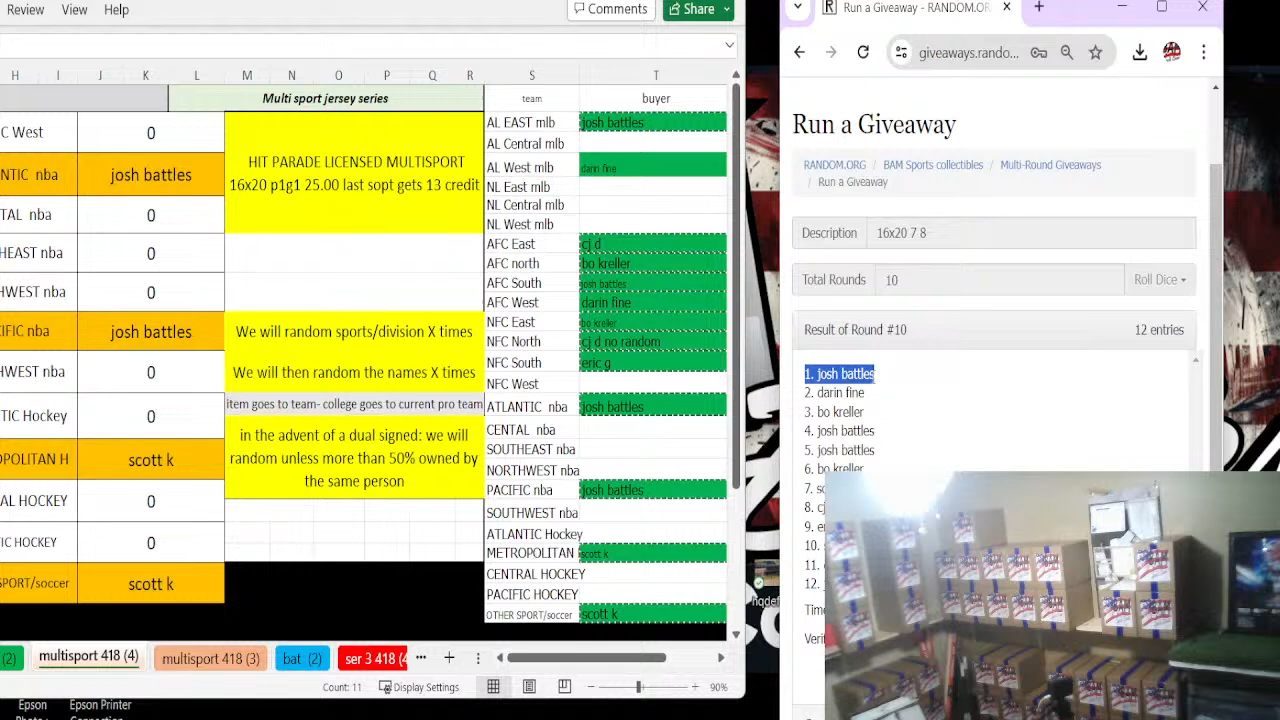 Review View Help
Comments
Share
H I J K L M N O P Q R S T
Multi sport jersey series
team
buyer
C West 0
NTIC nba josh battles
TAL nba 0
HEAST nba 0
HWEST nba 0
IFIC nba josh battles
HWEST nba 0
TIC Hockey 0
OPOLITAN H scott k
AL HOCKEY 0
IC HOCKEY 0
SPORT/soccer scott k
HIT PARADE LICENSED MULTISPORT
16x20 p1g1 25.00 last sopt gets 13 credit
We will random sports/division X times
We will then random the names X times
item goes to team- college goes to current pro team
in the advent of a dual signed: we will
random unless more than 50% owned by
the same person
AL EAST mlb josh battles
AL Central mlb
AL West mlb darin fine
NL East mlb
NL Central mlb
NL West mlb
AFC East cj d
AFC north bo kreller
AFC South josh battles
AFC West darin fine
NFC East bo kreller
NFC North cj d no random
NFC South eric g
NFC West
ATLANTIC nba josh battles
CENTAL nba
SOUTHEAST nba
NORTHWEST nba
PACIFIC nba josh battles
SOUTHWEST nba
ATLANTIC Hockey
METROPOLITAN scott k
CENTRAL HOCKEY
PACIFIC HOCKEY
OTHER SPORT/soccer scott k
(2) multisport 418 (4) multisport 418 (3) bat (2) ser 3 418 (4
Count: 11 Display Settings 90%
Epson Epson Printer
Run a Giveaway - RANDOM.OR
giveaways.rando...
Run a Giveaway
RANDOM.ORG / BAM Sports collectibles / Multi-Round Giveaways
/ Run a Giveaway
Description 16x20 7 8
Total Rounds 10 Roll Dice
Result of Round #10 12 entries
1. josh battles
2. darin fine
3. bo kreller
4. josh battles
5. josh battles
6. bo kreller
7.
8.
9.
10.
11.
12.